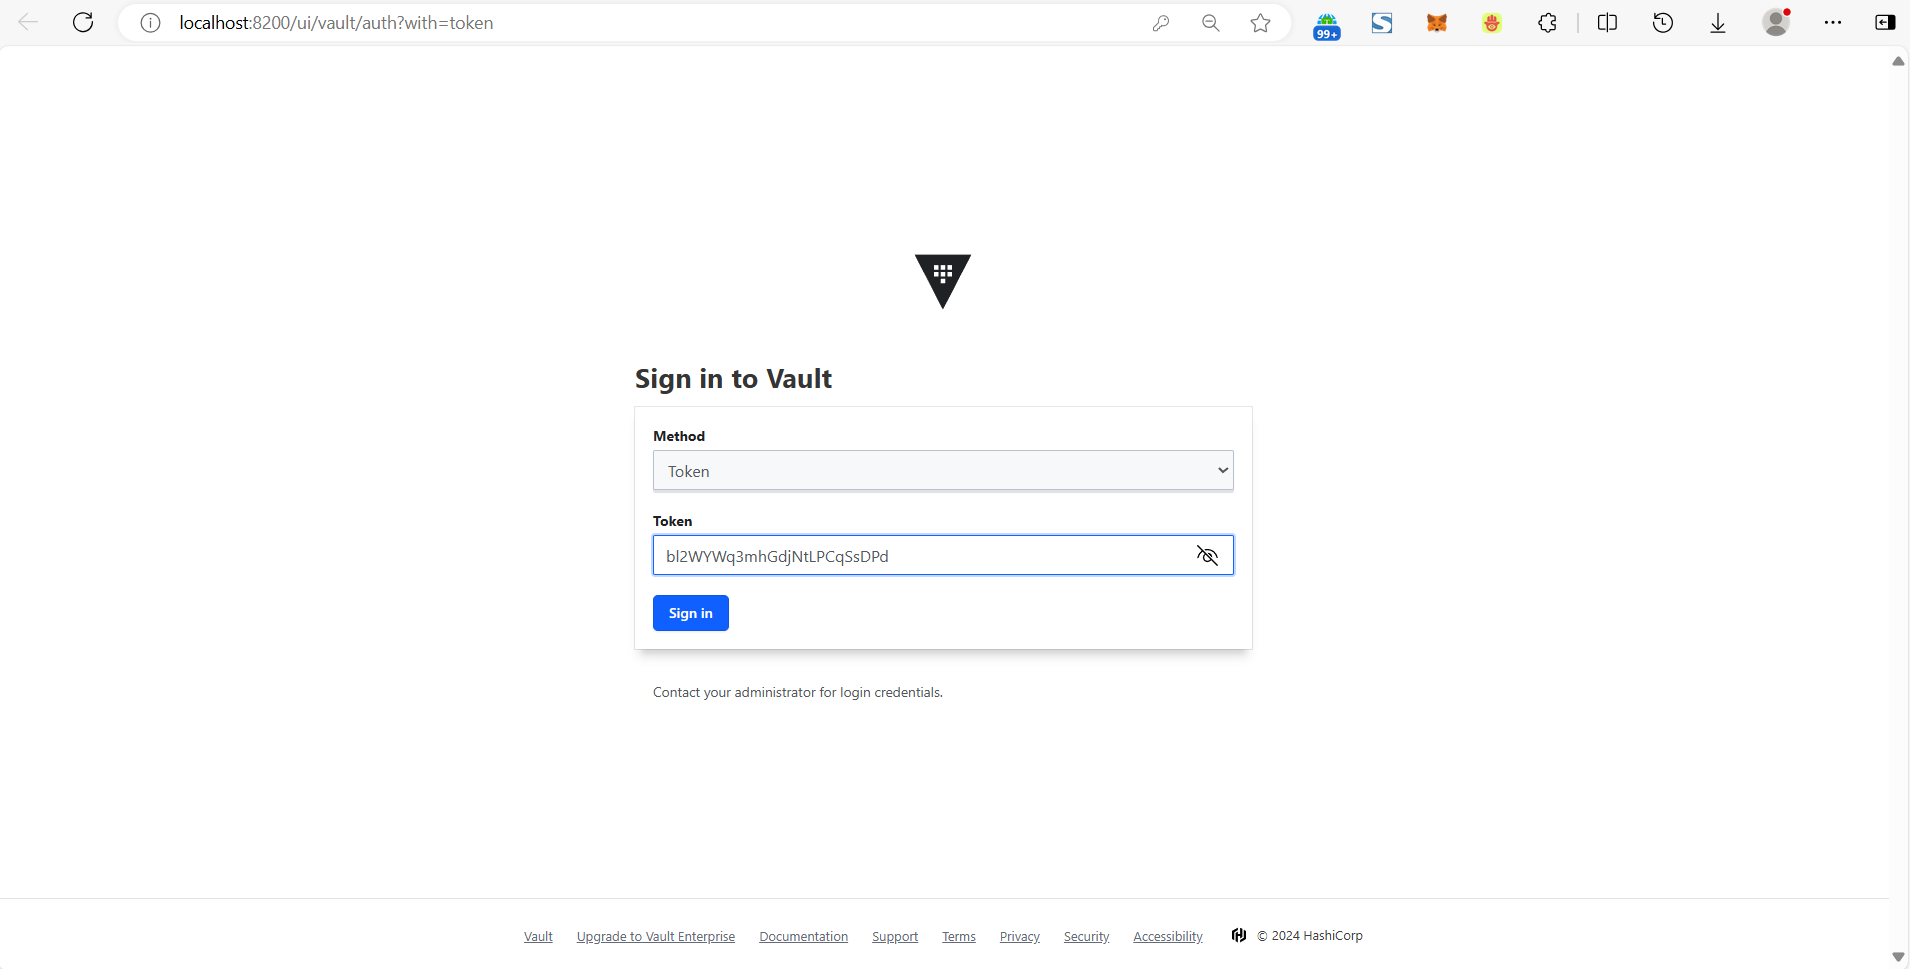 localhost:8200/ui/vault/auth?with=token
99+
Sign in to Vault
Method
Token
Token
bl2WYWq3mhGdjNtLPCqSsDPd
Sign in
Contact your administrator for login credentials.
Vault Upgrade to Vault Enterprise Documentation Support Terms Privacy Security Accessibility © 2024 HashiCorp